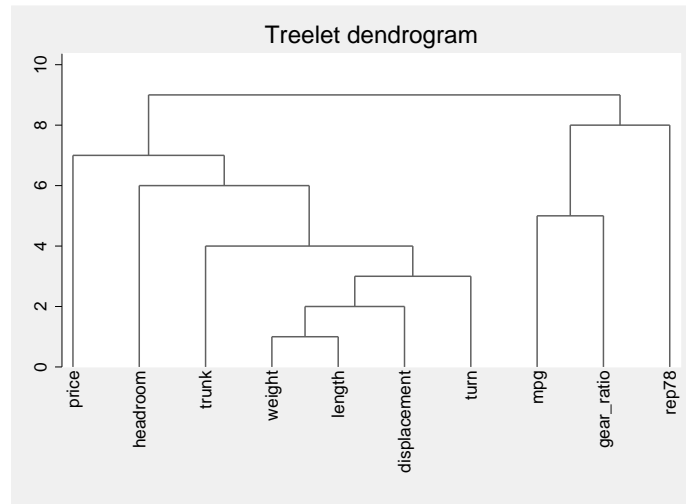 Treelet dendrogram
10
8
6
4
2
0
price
headroom
trunk
weight
length
displacement
turn
mpg
gear_ratio
rep78